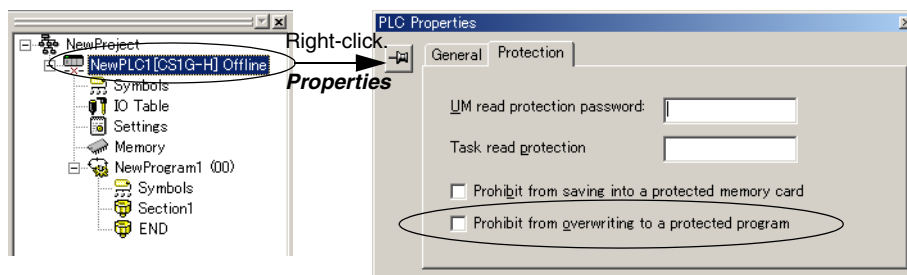 NewProject
NewPLC1[CS1G-H] Offline
Symbols
IO Table
Settings
Memory
NewProgram1 (00)
Symbols
Section1
END
Right-click.
Properties
PLC Properties
General
Protection
UM read protection password:
Task read protection
Prohibit from saving into a protected memory card
Prohibit from overwriting to a protected program